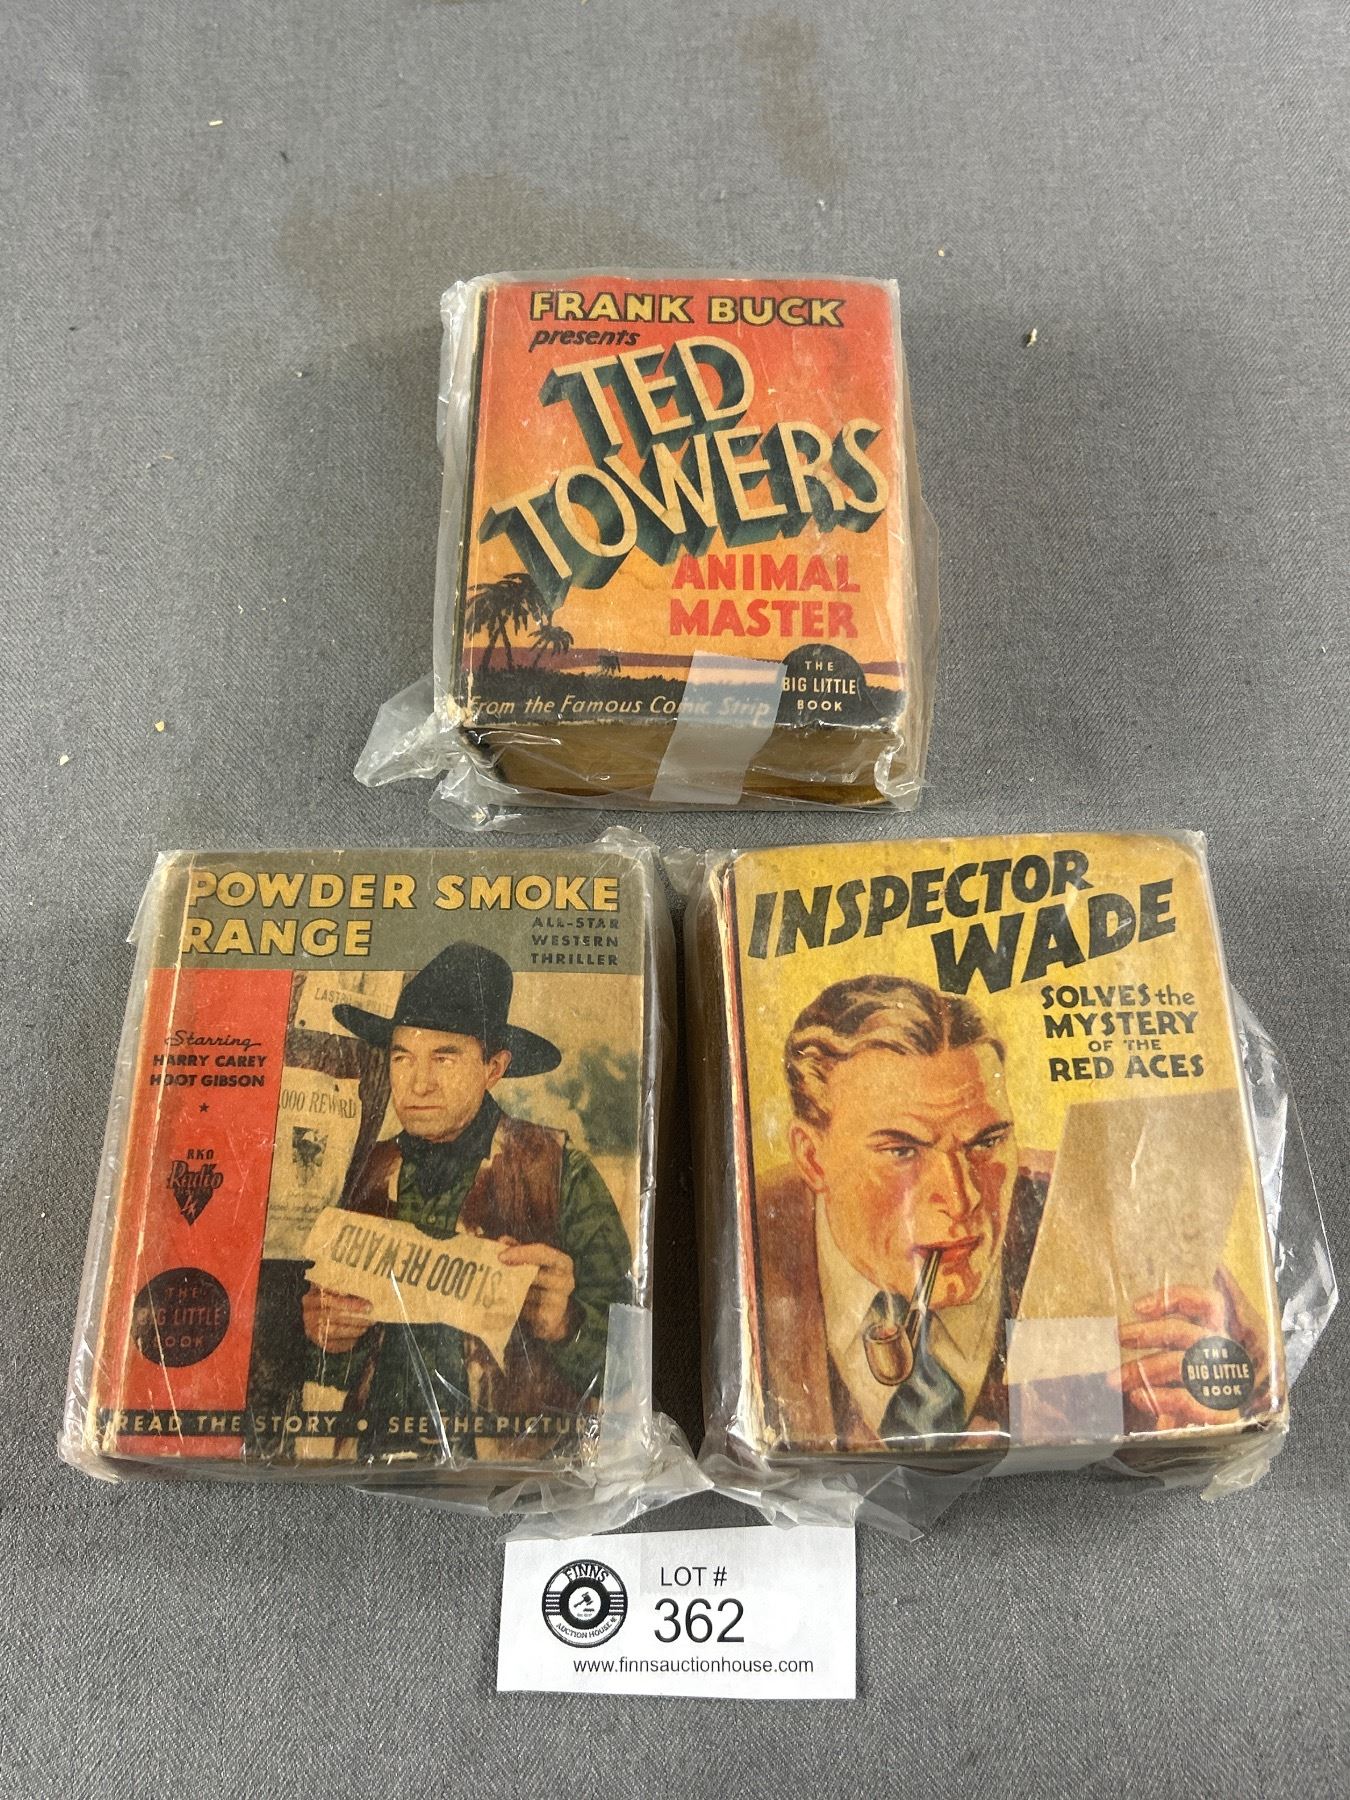 FRANK BUCK
presents
TED
TOWERS
ANIMAL
MASTER
THE
BIG LITTLE
BOOK
From the Famous Comic Strip
POWDER SMOKE
RANGE
ALL-STAR
WESTERN
THRILLER
Starring
HARRY CAREY
HOOT GIBSON
RKO
Radio
000 REWARD
$1,000 REWARD
THE
BIG LITTLE
BOOK
READ THE STORY • SEE THE PICTUR
INSPECTOR
WADE
SOLVES the
MYSTERY
OF THE
RED ACES
THE
BIG LITTLE
BOOK
FINNS
AUCTION HOUSE
LOT #
362
www.finnsauctionhouse.com